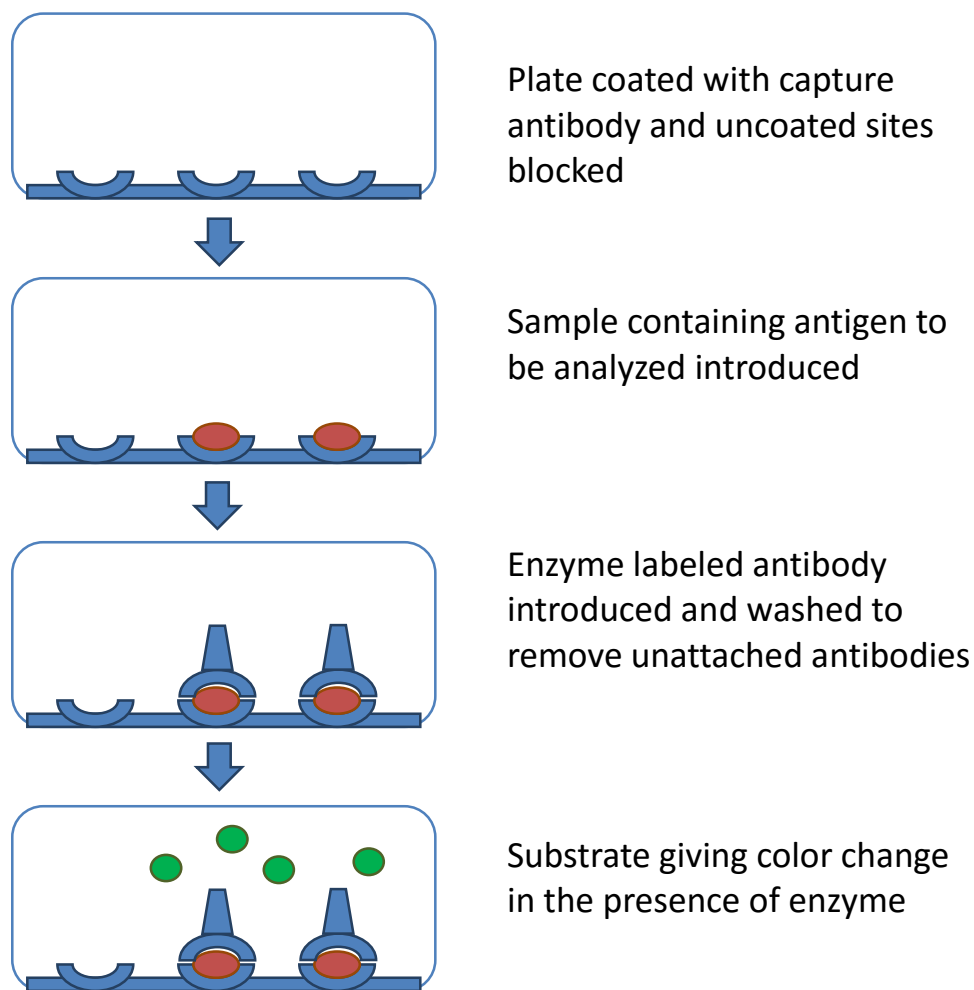 Plate coated with capture
antibody and uncoated sites
blocked
Sample containing antigen to
be analyzed introduced
Enzyme labeled antibody
introduced and washed to
remove unattached antibodies
Substrate giving color change
in the presence of enzyme